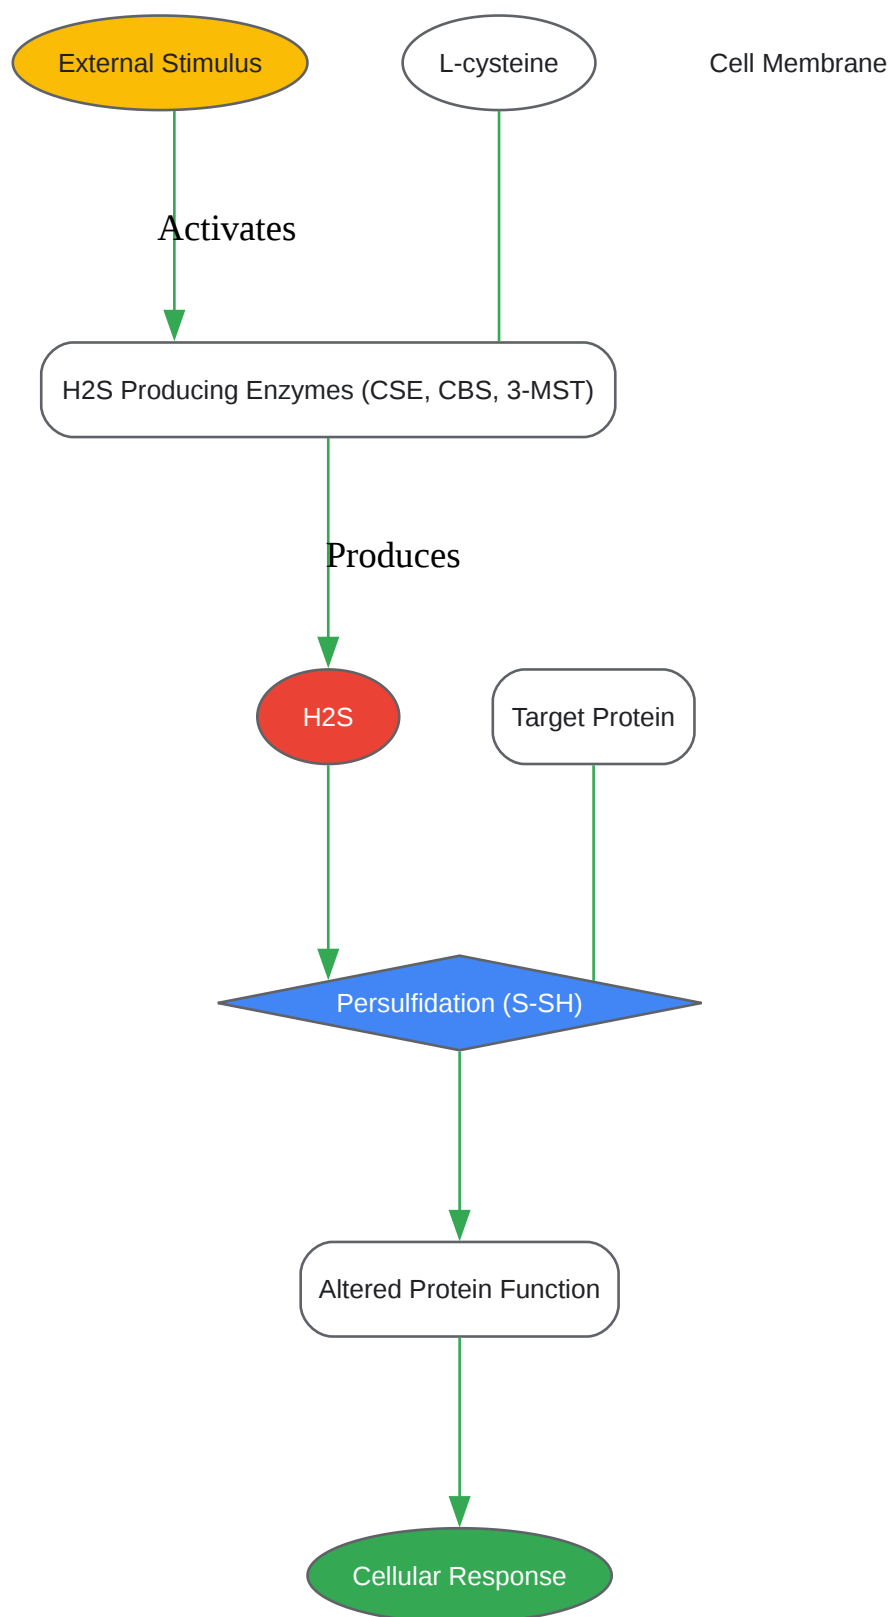 External Stimulus
L-cysteine
Cell Membrane
Activates
H2S Producing Enzymes (CSE, CBS, 3-MST)
Produces
H2S
Target Protein
Persulfidation (S-SH)
Altered Protein Function
Cellular Response